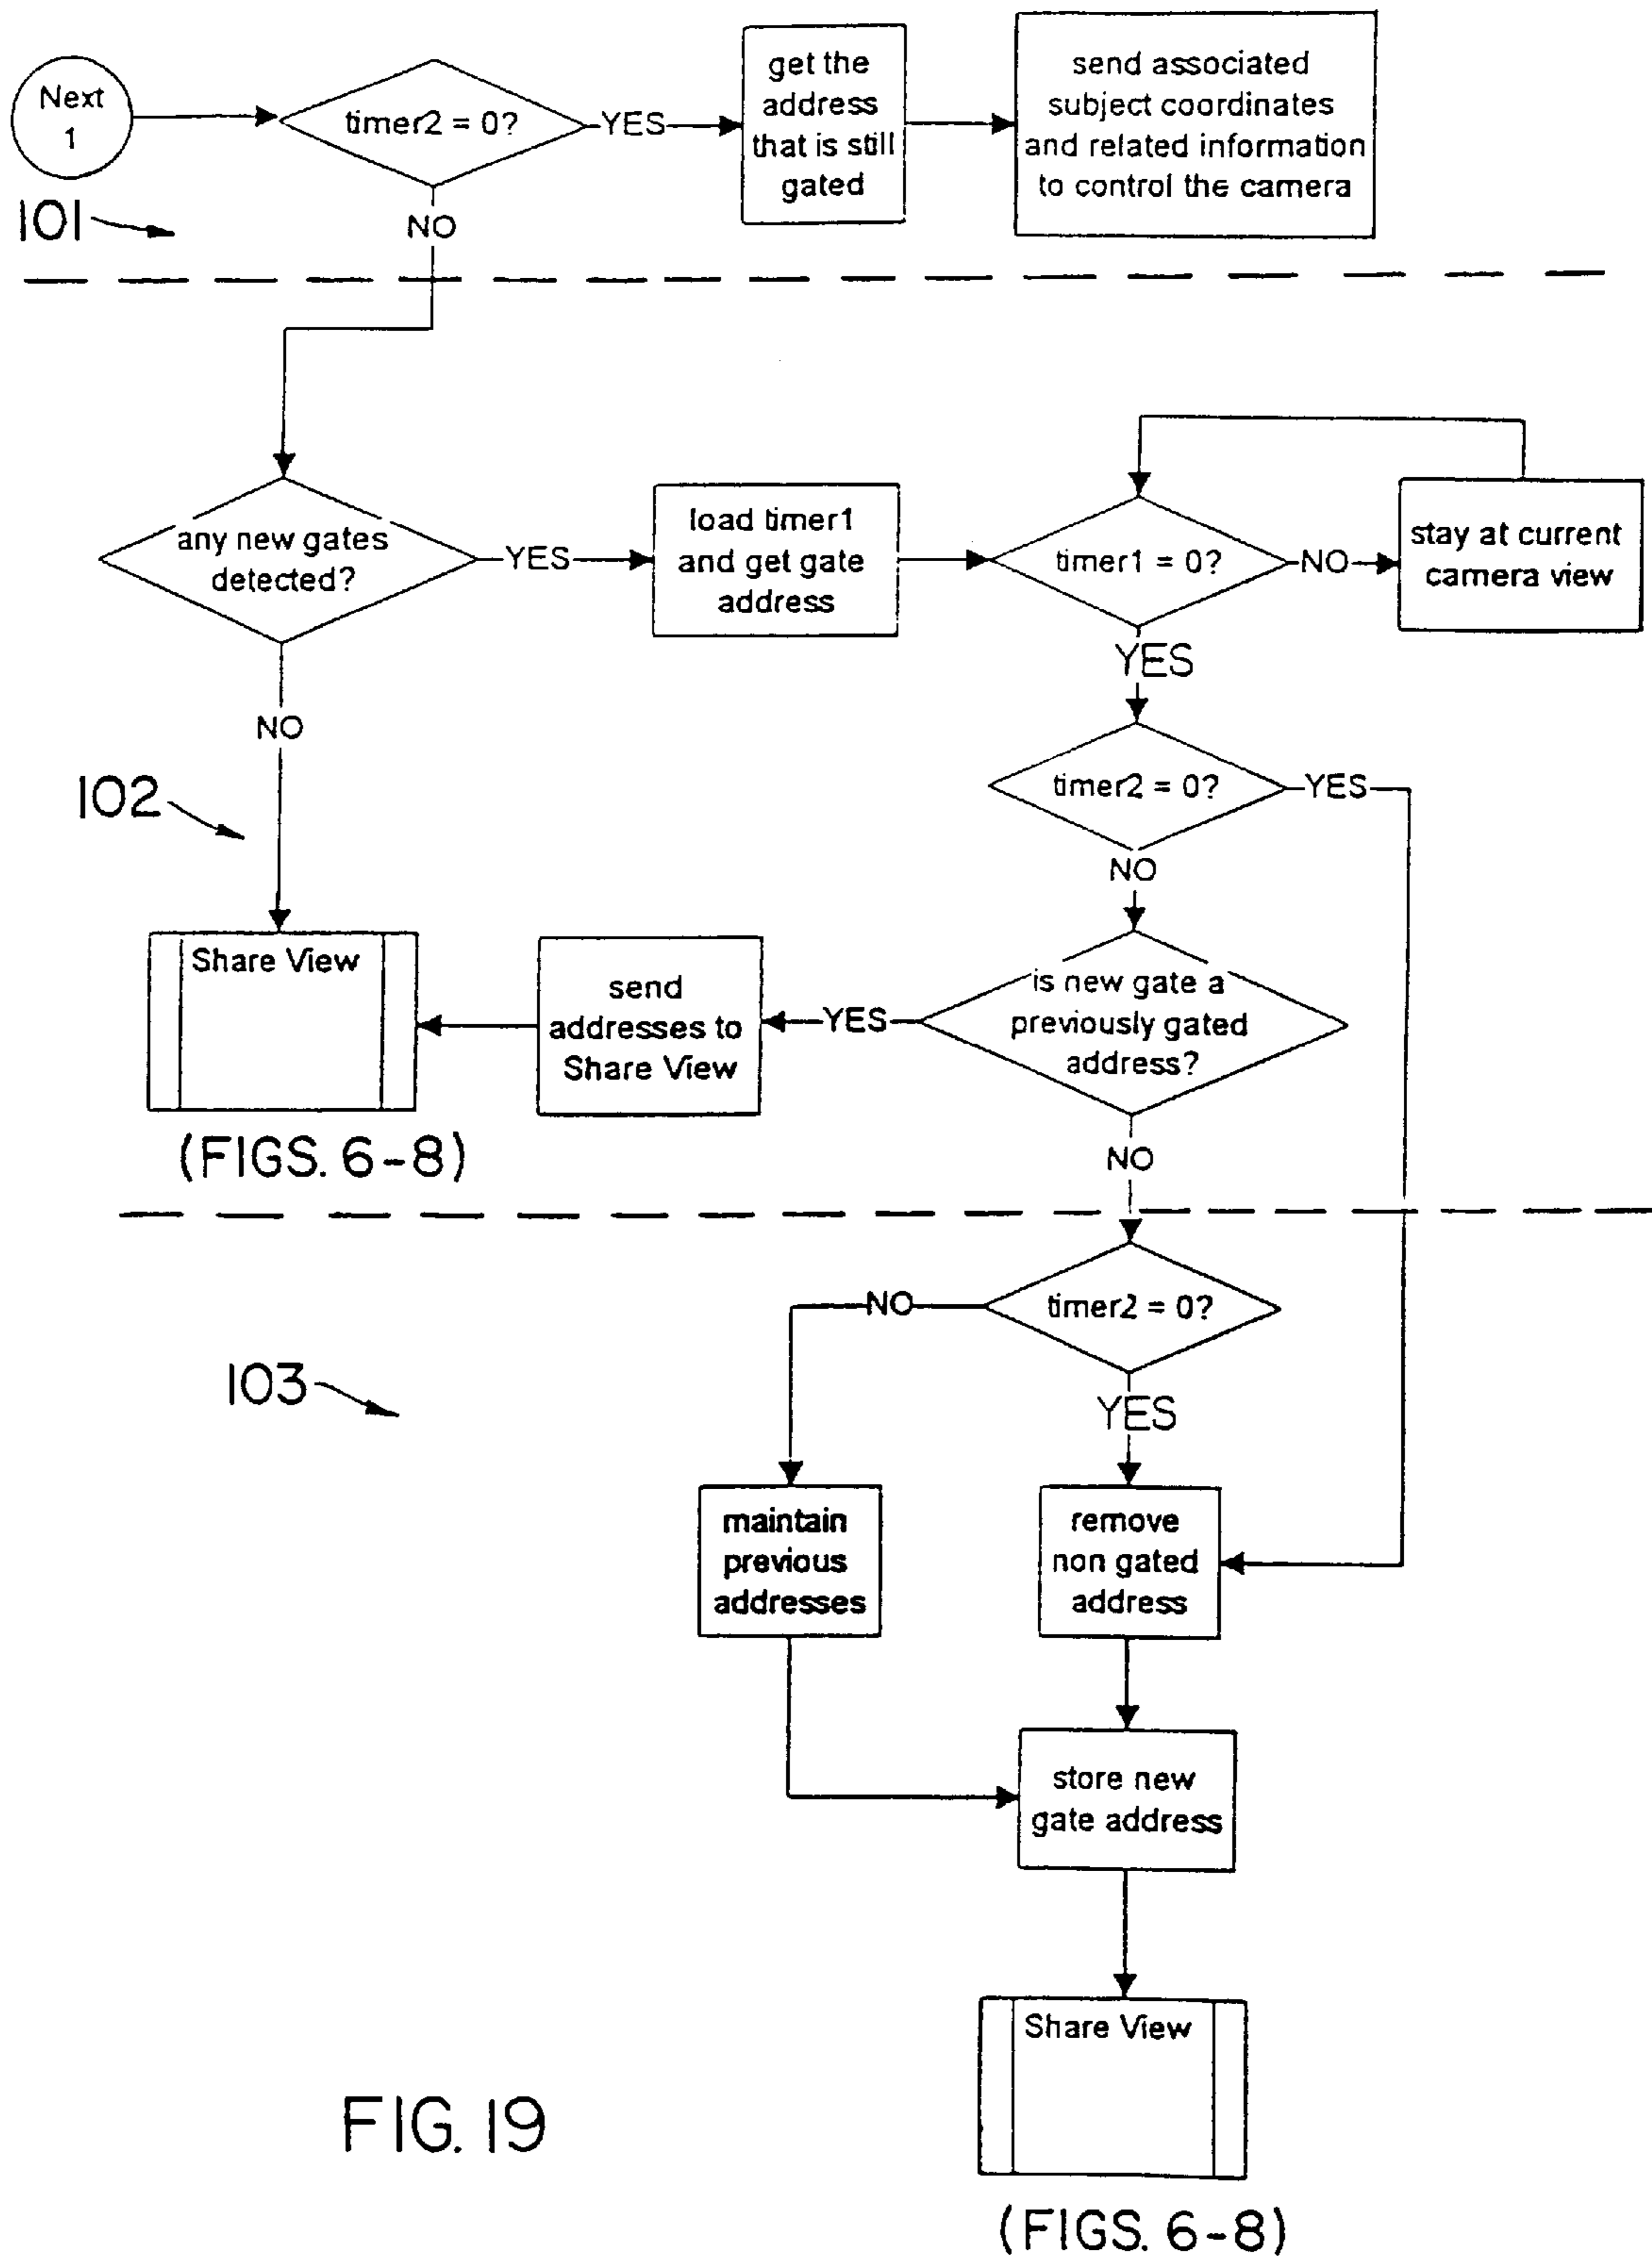 Next
1
timer2 = 0?
YES
get the
address
that is still
gated
send associated
subject coordinates
and related information
to control the camera
101
NO
any new gates
detected?
YES
load timer1
and get gate
address
timer1 = 0?
NO
stay at current
camera view
YES
NO
102
timer2 = 0?
YES
NO
Share View
send
addresses to
Share View
YES
is new gate a
previously gated
address?
(FIGS. 6-8)
NO
NO
timer2 = 0?
103
YES
maintain
previous
addresses
remove
non gated
address
store new
gate address
Share View
FIG. 19
(FIGS. 6-8)